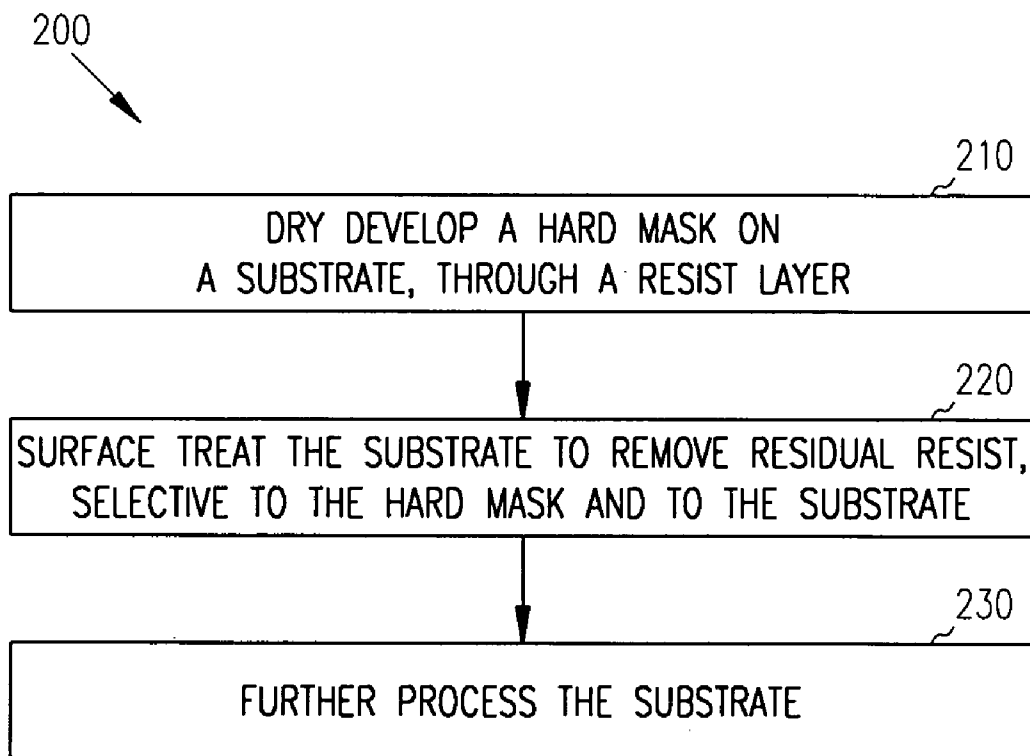 200
210
DRY DEVELOP A HARD MASK ON
A SUBSTRATE, THROUGH A RESIST LAYER
220
SURFACE TREAT THE SUBSTRATE TO REMOVE RESIDUAL RESIST,
SELECTIVE TO THE HARD MASK AND TO THE SUBSTRATE
230
FURTHER PROCESS THE SUBSTRATE